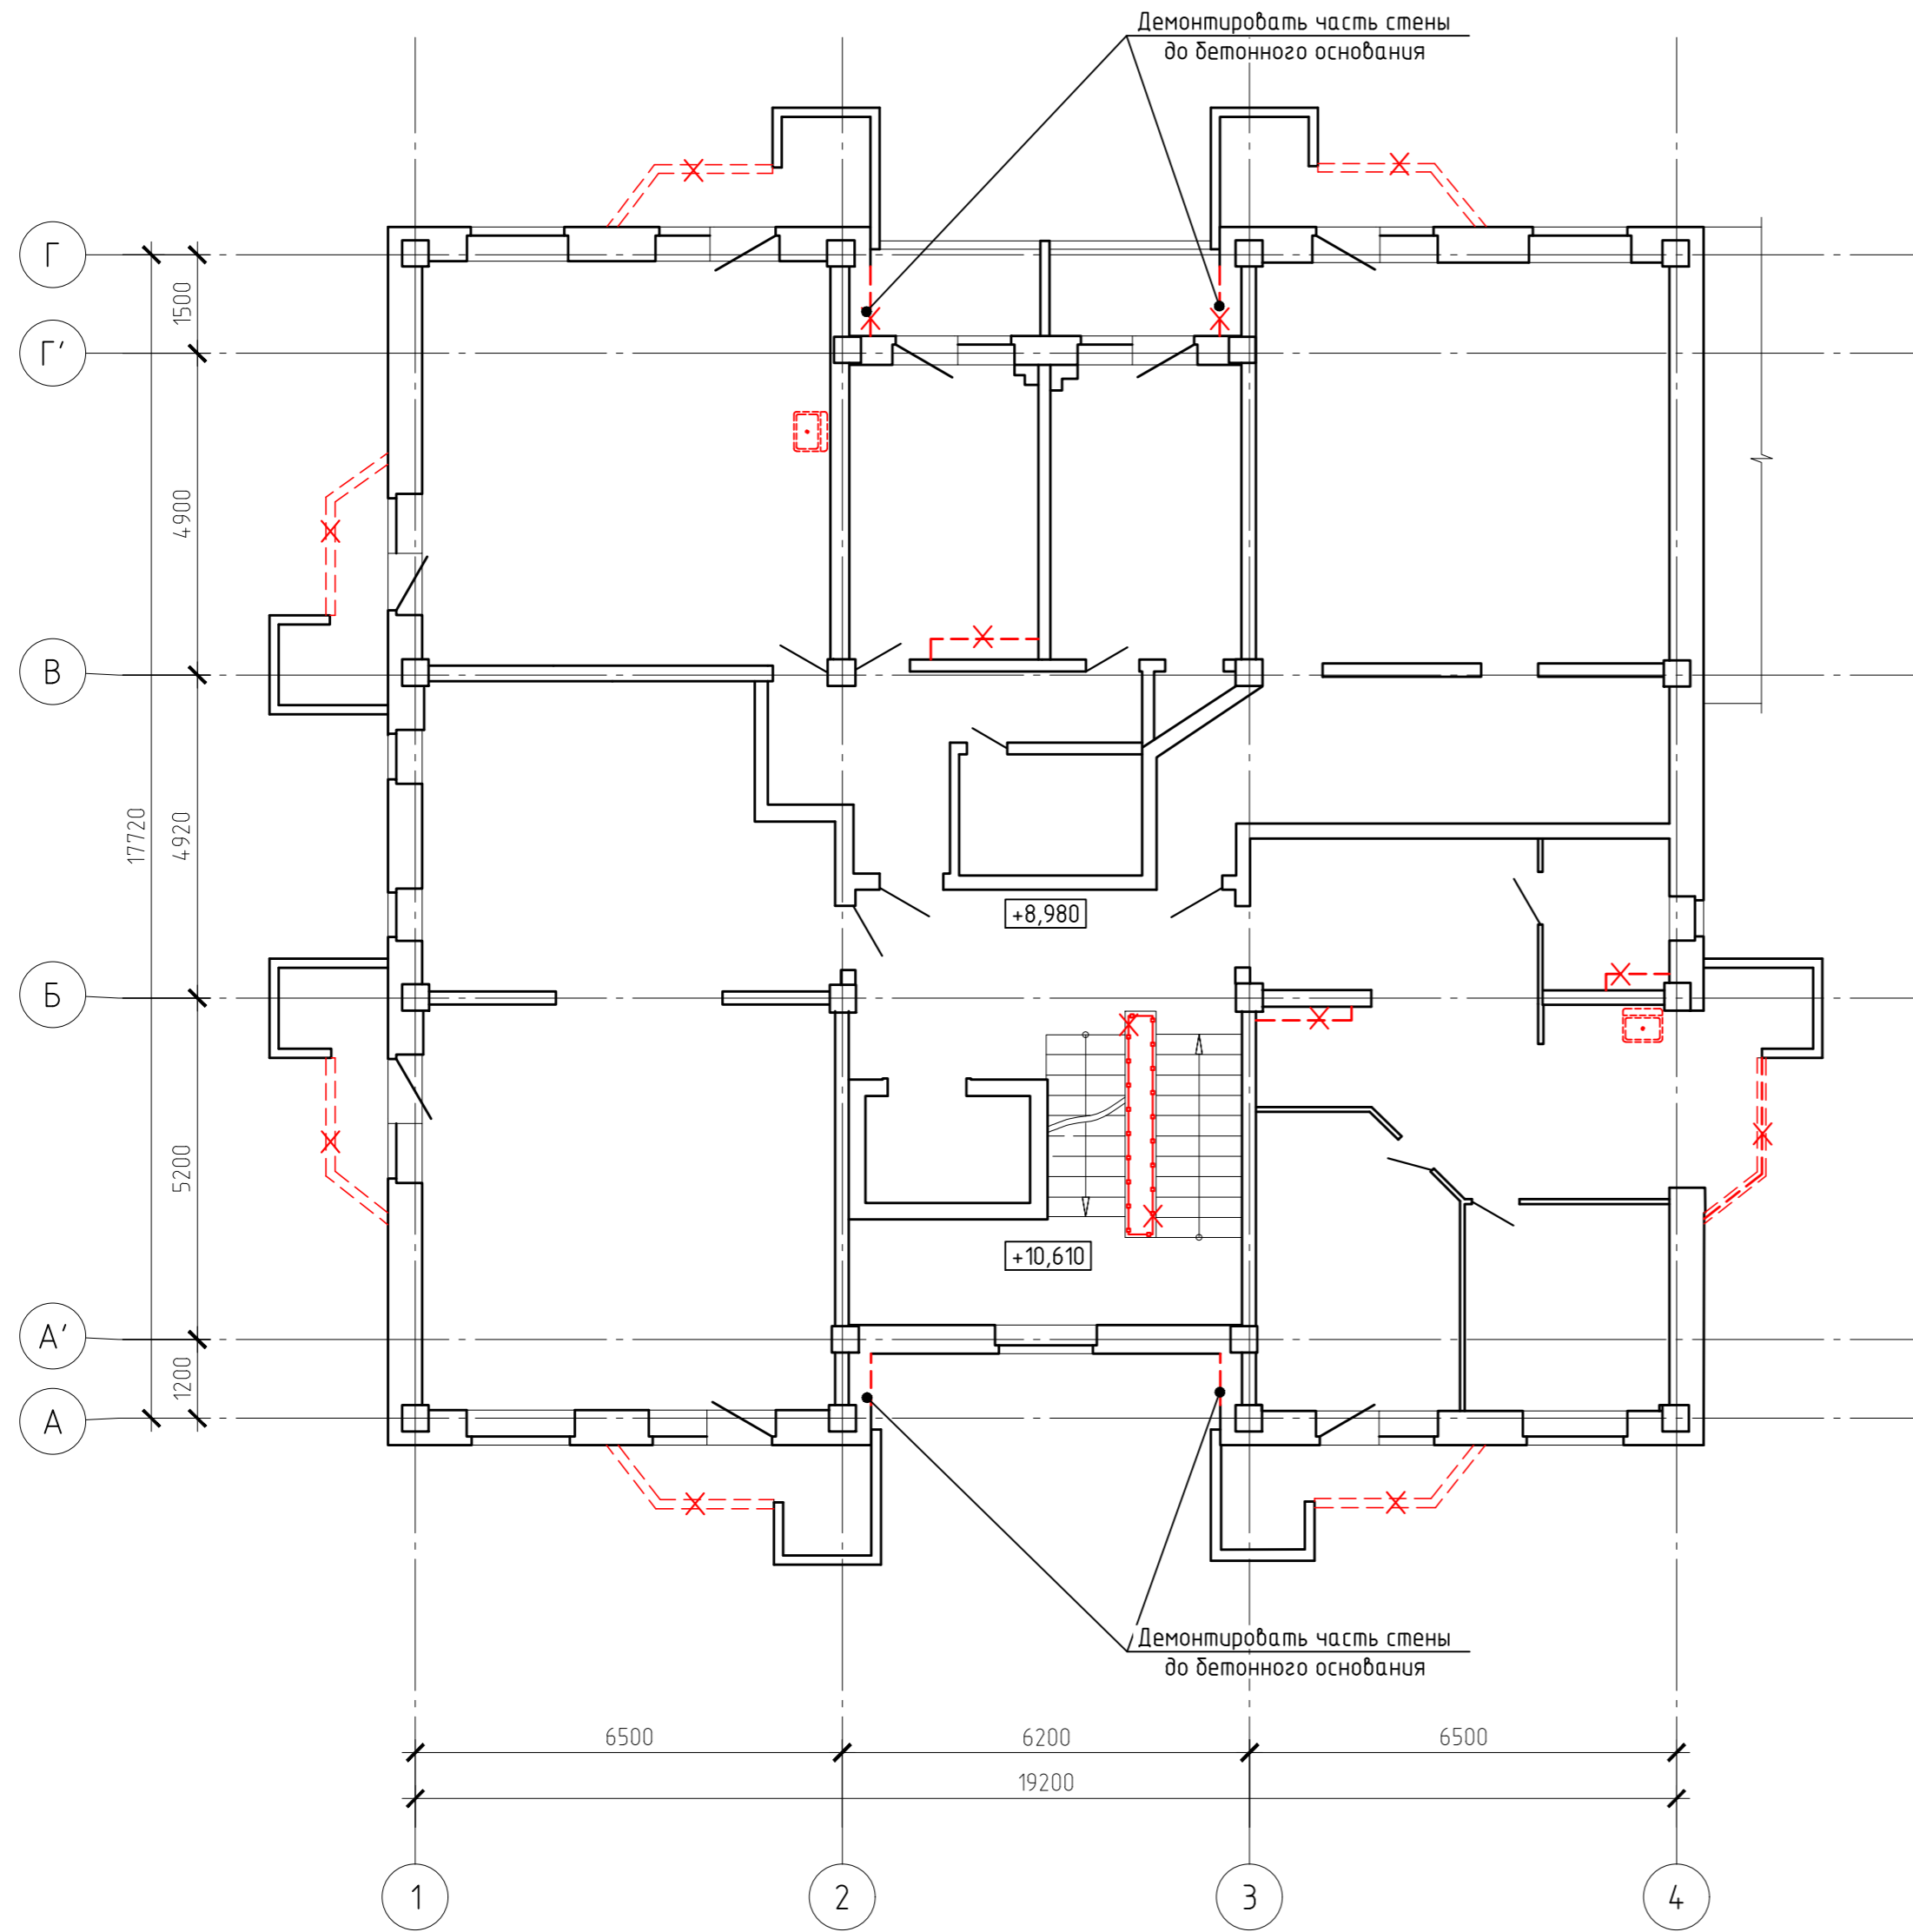 Демонтировать часть стены
до бетонного основания
Г
1500
Г′
4900
В
17720
4920
+8,980
Б
5200
+10,610
А′
1200
А
Демонтировать часть стены
до бетонного основания
6500
6200
6500
19200
1
2
3
4